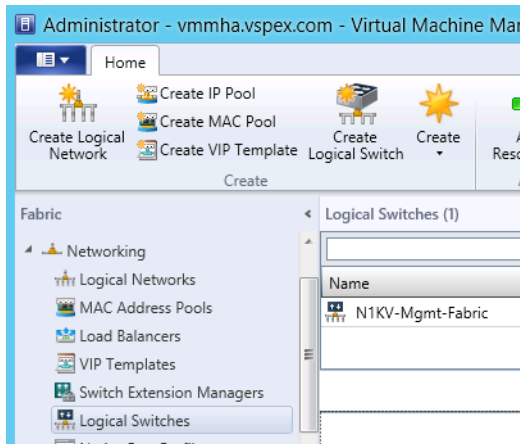 Administrator - vmmha.vspex.com - Virtual Machine
Home
Create Logical Network
Create IP Pool
Create MAC Pool
Create VIP Template
Create Logical Switch
Create
Create
Fabric
Logical Switches (1)
Networking
Logical Networks
MAC Address Pools
Load Balancers
VIP Templates
Switch Extension Managers
Logical Switches
Name
N1KV-Mgmt-Fabric